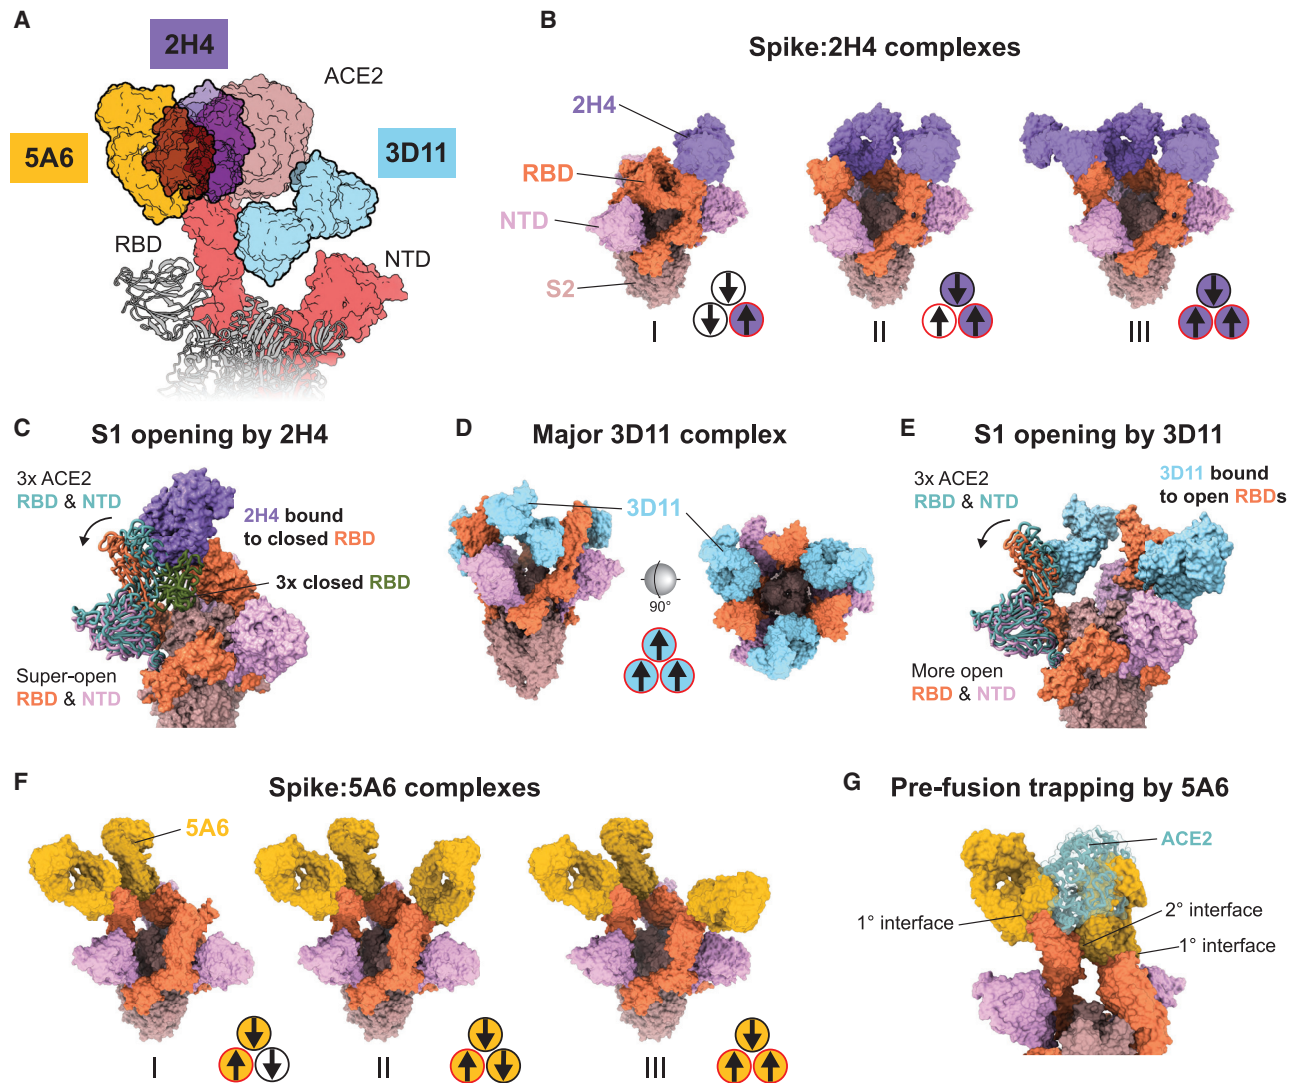 A
2H4
ACE2
5A6
3D11
RBD
NTD
B
Spike:2H4 complexes
2H4
RBD
NTD
S2
I
II
III
C
S1 opening by 2H4
3x ACE2
RBD & NTD
2H4 bound
to closed RBD
3x closed RBD
Super-open
RBD & NTD
D
Major 3D11 complex
3D11
90°
E
S1 opening by 3D11
3x ACE2
RBD & NTD
3D11 bound
to open RBDs
More open
RBD & NTD
F
Spike:5A6 complexes
5A6
I
II
III
G
Pre-fusion trapping by 5A6
ACE2
1° interface
2° interface
1° interface